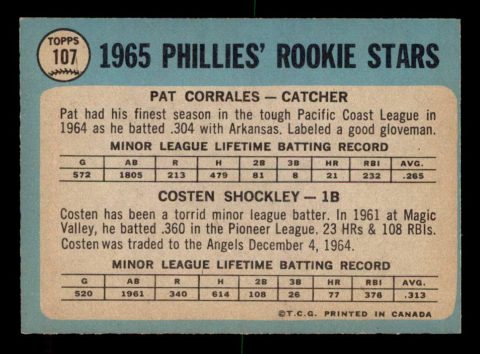 TOPPS
107
1965 PHILLIES' ROOKIE STARS
PAT CORRALES — CATCHER
Pat had his finest season in the tough Pacific Coast League in
1964 as he batted .304 with Arkansas. Labeled a good gloveman.
MINOR LEAGUE LIFETIME BATTING RECORD
G AB R H 2B 3B HR RBI AVG.
572 1805 213 479 81 8 21 232 .265
COSTEN SHOCKLEY — 1B
Costen has been a torrid minor league batter. In 1961 at Magic
Valley, he batted .360 in the Pioneer League. 23 HRs & 108 RBIs.
Costen was traded to the Angels December 4, 1964.
MINOR LEAGUE LIFETIME BATTING RECORD
G AB R H 2B 3B HR RBI AVG.
520 1961 340 614 108 26 77 378 .313
©T.C.G. PRINTED IN CANADA